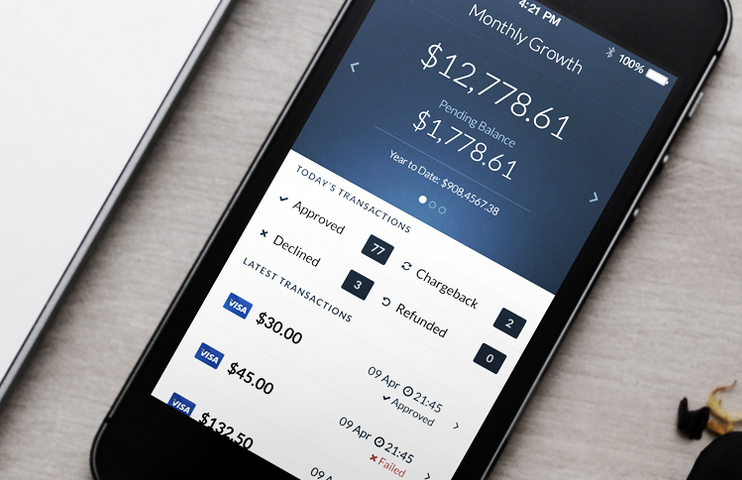 4:21 PM
100%
Monthly Growth
$12,778.61
Pending Balance
$1,778.61
Year to Date: $908,4567.38
TODAY'S TRANSACTIONS
Approved 77
Chargeback 2
Declined 3
Refunded 0
LATEST TRANSACTIONS
VISA $30.00
09 Apr 21:45
Approved
VISA $45.00
09 Apr 21:45
Failed
VISA $132.50
09 A